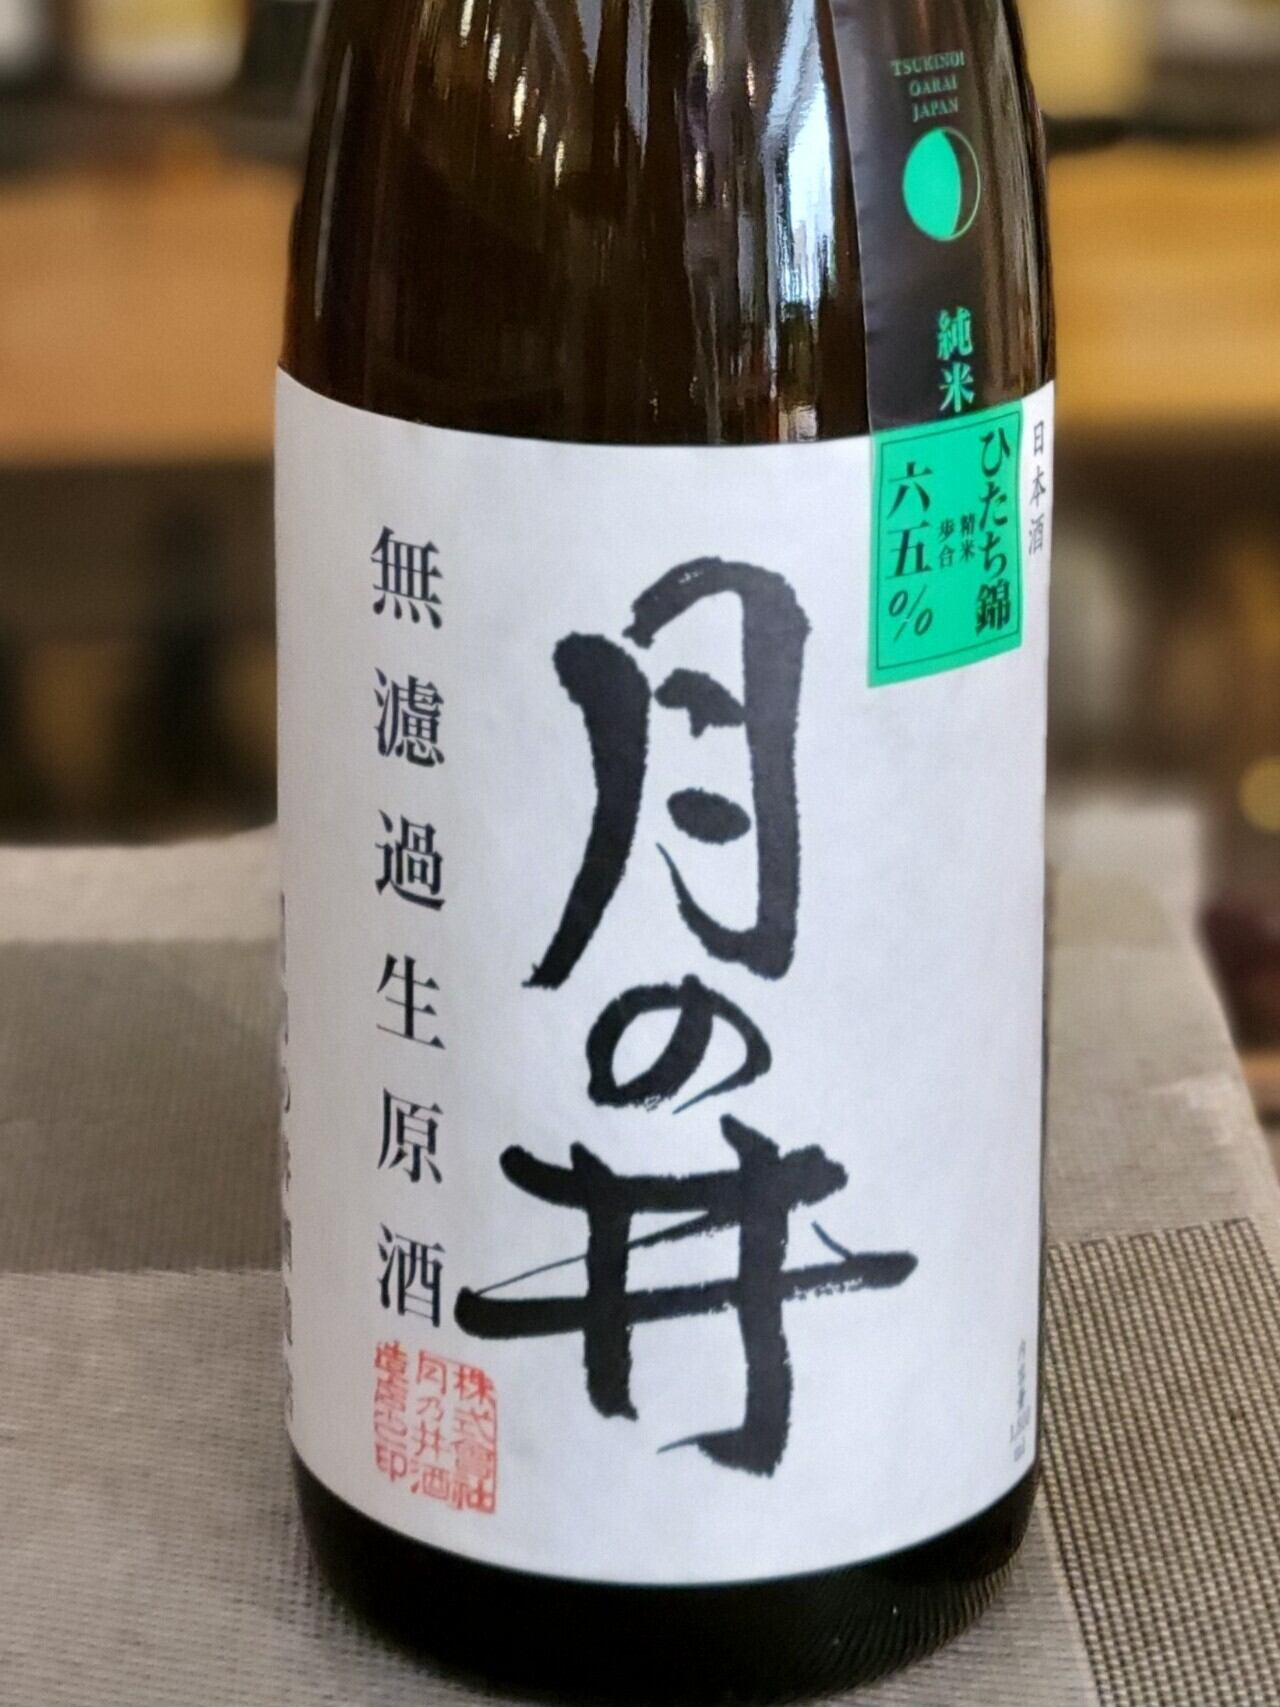 TSUKINOI
OARAI
JAPAN
純米
日本酒
ひたち錦
精米
歩合
六五%
月の井
無濾過生原酒
株式會社
月乃井酒
造店之印